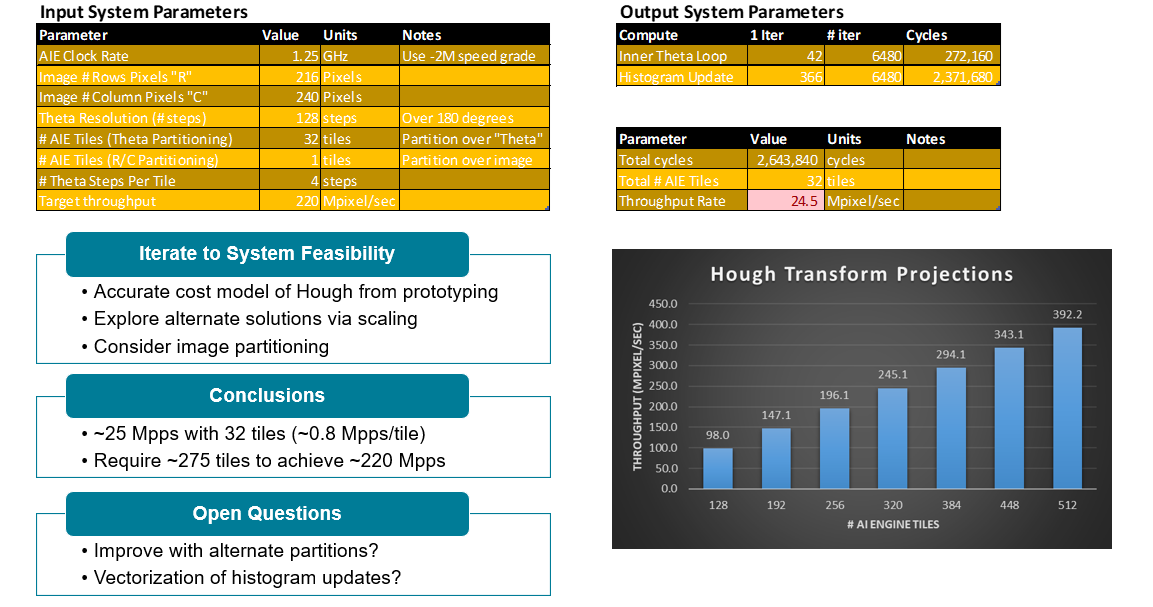 Input System Parameters
Parameter Value Units Notes
AIE Clock Rate 1.25 GHz Use -2M speed grade
Image # Rows Pixels "R" 216 Pixels
Image # Column Pixels "C" 240 Pixels
Theta Resolution (# steps) 128 steps Over 180 degrees
# AIE Tiles (Theta Partitioning) 32 tiles Partition over "Theta"
# AIE Tiles (R/C Partitioning) 1 tiles Partition over image
# Theta Steps Per Tile 4 steps
Target throughput 220 Mpixel/sec
Output System Parameters
Compute 1 Iter # iter Cycles
Inner Theta Loop 42 6480 272,160
Histogram Update 366 6480 2,371,680
Parameter Value Units Notes
Total cycles 2,643,840 cycles
Total # AIE Tiles 32 tiles
Throughput Rate 24.5 Mpixel/sec
Iterate to System Feasibility
• Accurate cost model of Hough from prototyping
• Explore alternate solutions via scaling
• Consider image partitioning
Conclusions
• ~25 Mpps with 32 tiles (~0.8 Mpps/tile)
• Require ~275 tiles to achieve ~220 Mpps
Open Questions
• Improve with alternate partitions?
• Vectorization of histogram updates?
Hough Transform Projections
THROUGHPUT (MPIXEL/SEC)
450.0
400.0
350.0
300.0
250.0
200.0
150.0
100.0
50.0
0.0
98.0
147.1
196.1
245.1
294.1
343.1
392.2
128 192 256 320 384 448 512
# AI ENGINE TILES